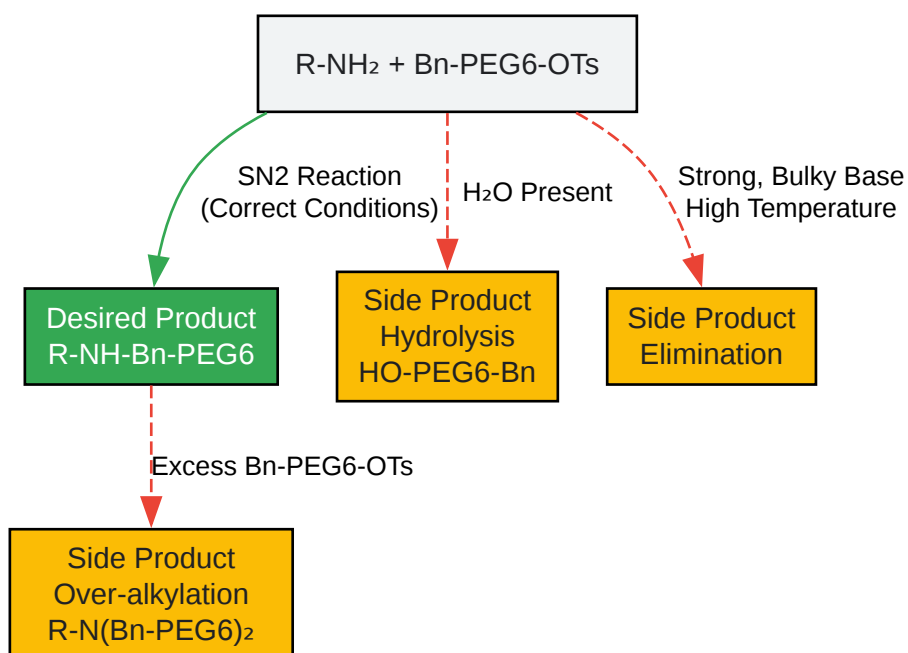 R-NH₂ + Bn-PEG6-OTs
SN2 Reaction
(Correct Conditions)
H₂O Present
Strong, Bulky Base
High Temperature
Desired Product
R-NH-Bn-PEG6
Side Product
Hydrolysis
HO-PEG6-Bn
Side Product
Elimination
Excess Bn-PEG6-OTs
Side Product
Over-alkylation
R-N(Bn-PEG6)₂